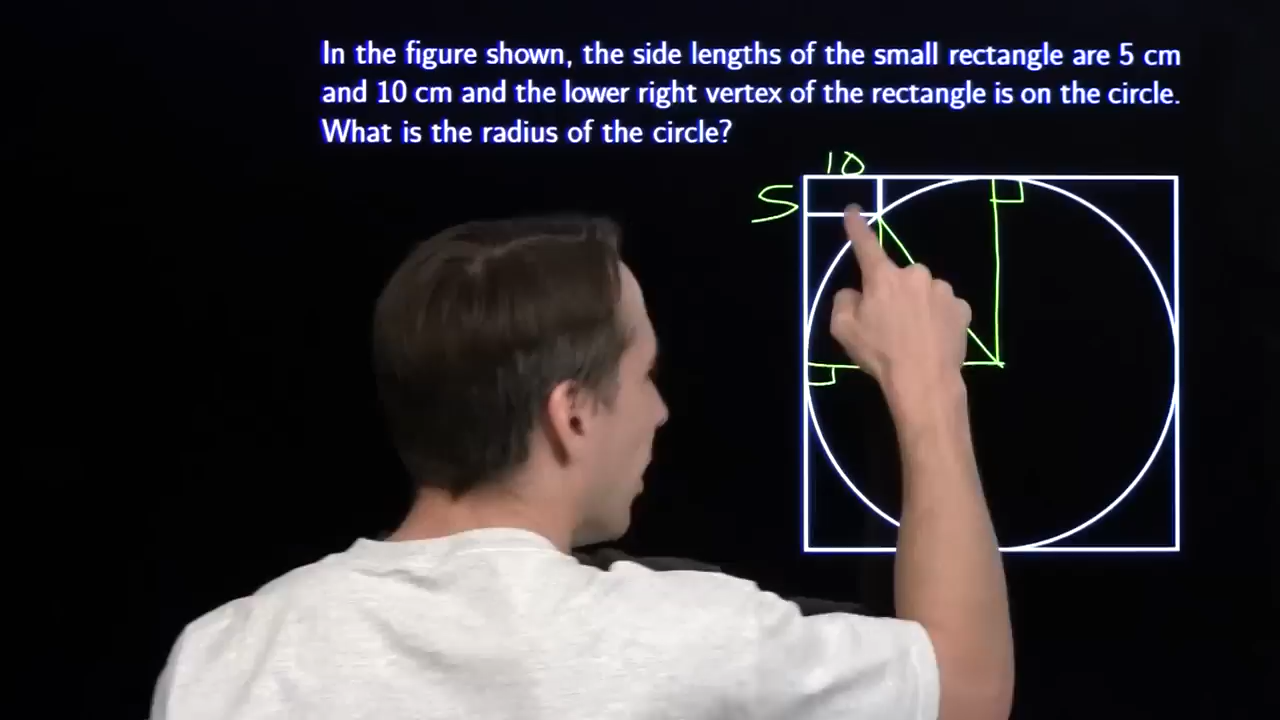 In the figure shown, the side lengths of the small rectangle are 5 cm
and 10 cm and the lower right vertex of the rectangle is on the circle.
What is the radius of the circle?
10
5